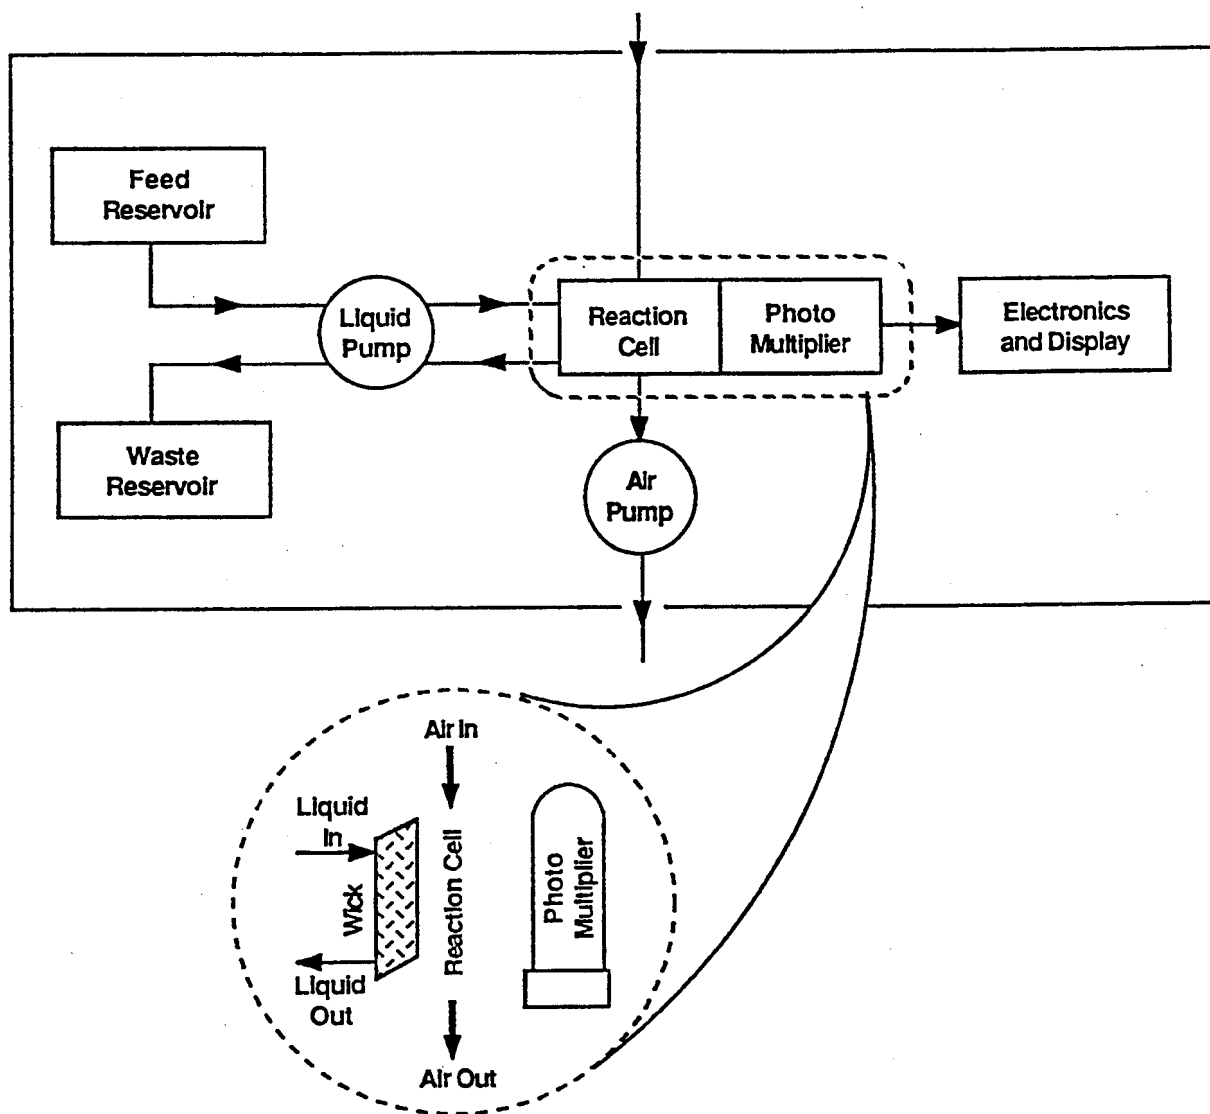 Feed
Reservoir
Liquid
Pump
Reaction
Cell
Photo
Multiplier
Electronics
and Display
Waste
Reservoir
Air
Pump
Air In
Liquid
In
Wick
Reaction Cell
Photo
Multiplier
Liquid
Out
Air Out